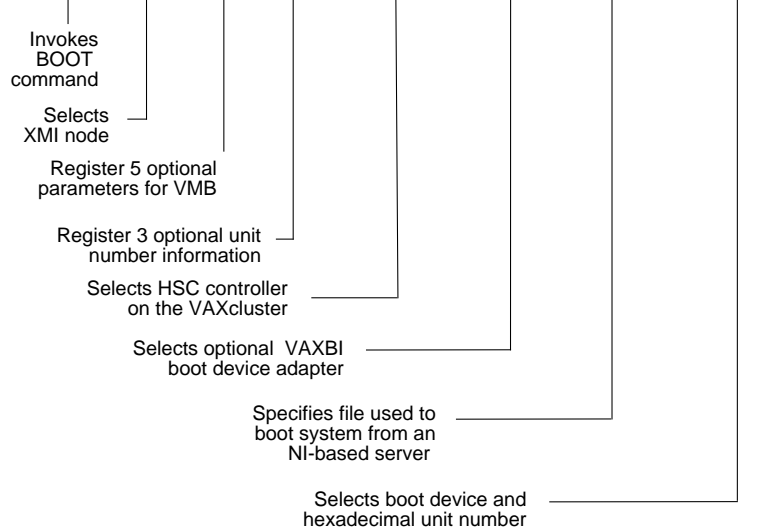 Invokes
BOOT
command
Selects
XMI node
Register 5 optional
parameters for VMB
Register 3 optional unit
number information
Selects HSC controller
on the VAXcluster
Selects optional VAXBI
boot device adapter
Specifies file used to
boot system from an
NI-based server
Selects boot device and
hexadecimal unit number